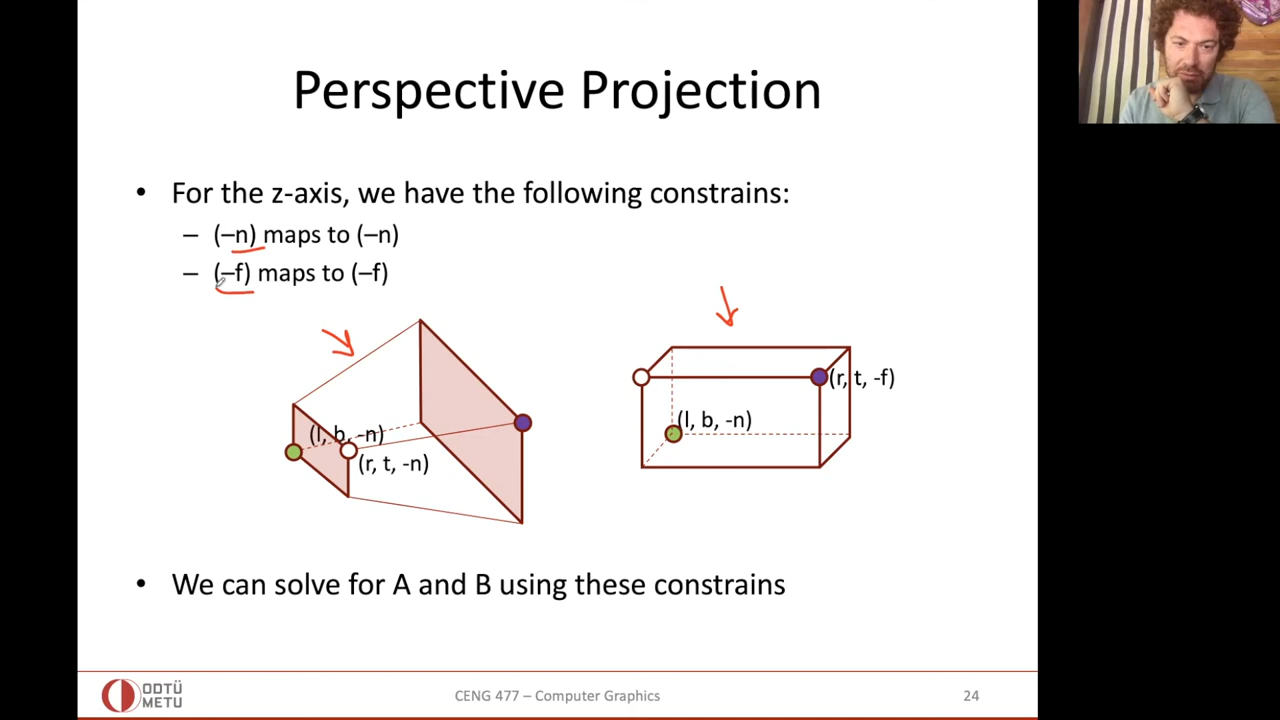 Perspective Projection
• For the z-axis, we have the following constrains:
– (–n) maps to (–n)
– (–f) maps to (–f)
(l, b, -n)
(r, t, -n)
(r, t, -f)
(l, b, -n)
• We can solve for A and B using these constrains
ODTÜ
METU
CENG 477 – Computer Graphics
24